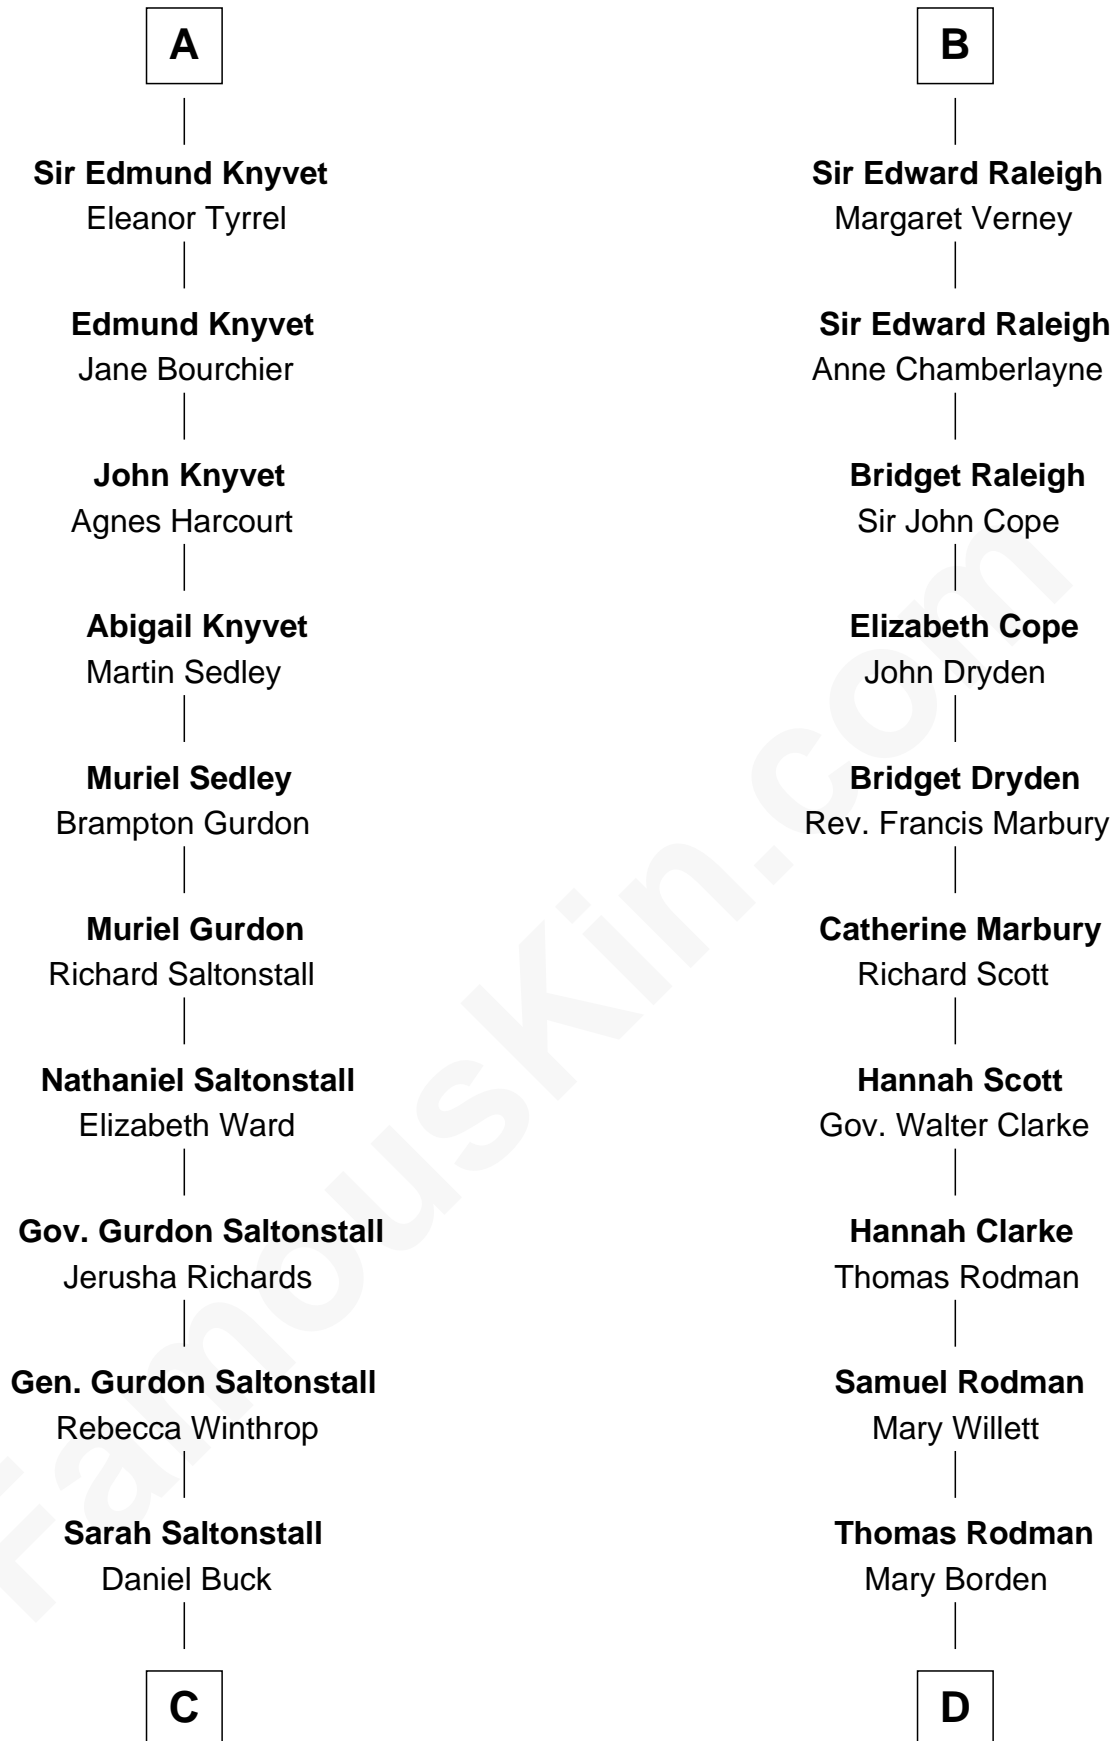 A
Sir Edmund Knyvet
Eleanor Tyrrel
Edmund Knyvet
Jane Bourchier
John Knyvet
Agnes Harcourt
Abigail Knyvet
Martin Sedley
Muriel Sedley
Brampton Gurdon
Muriel Gurdon
Richard Saltonstall
Nathaniel Saltonstall
Elizabeth Ward
Gov. Gurdon Saltonstall
Jerusha Richards
Gen. Gurdon Saltonstall
Rebecca Winthrop
Sarah Saltonstall
Daniel Buck
C
B
Sir Edward Raleigh
Margaret Verney
Sir Edward Raleigh
Anne Chamberlayne
Bridget Raleigh
Sir John Cope
Elizabeth Cope
John Dryden
Bridget Dryden
Rev. Francis Marbury
Catherine Marbury
Richard Scott
Hannah Scott
Gov. Walter Clarke
Hannah Clarke
Thomas Rodman
Samuel Rodman
Mary Willett
Thomas Rodman
Mary Borden
D
FamousKin.com